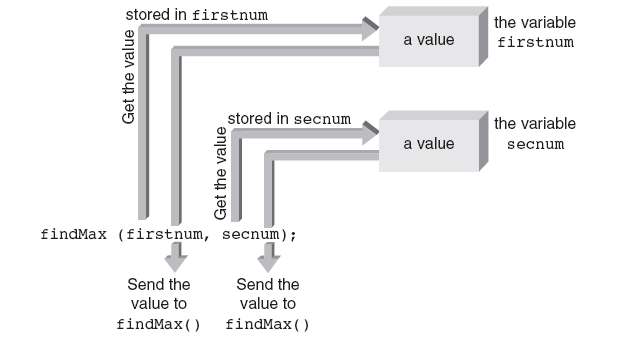 stored in firstnum
Get the value
a value
the variable
firstnum
stored in secnum
Get the value
a value
the variable
secnum
findMax (firstnum, secnum);
Send the
value to
findMax()
Send the
value to
findMax()